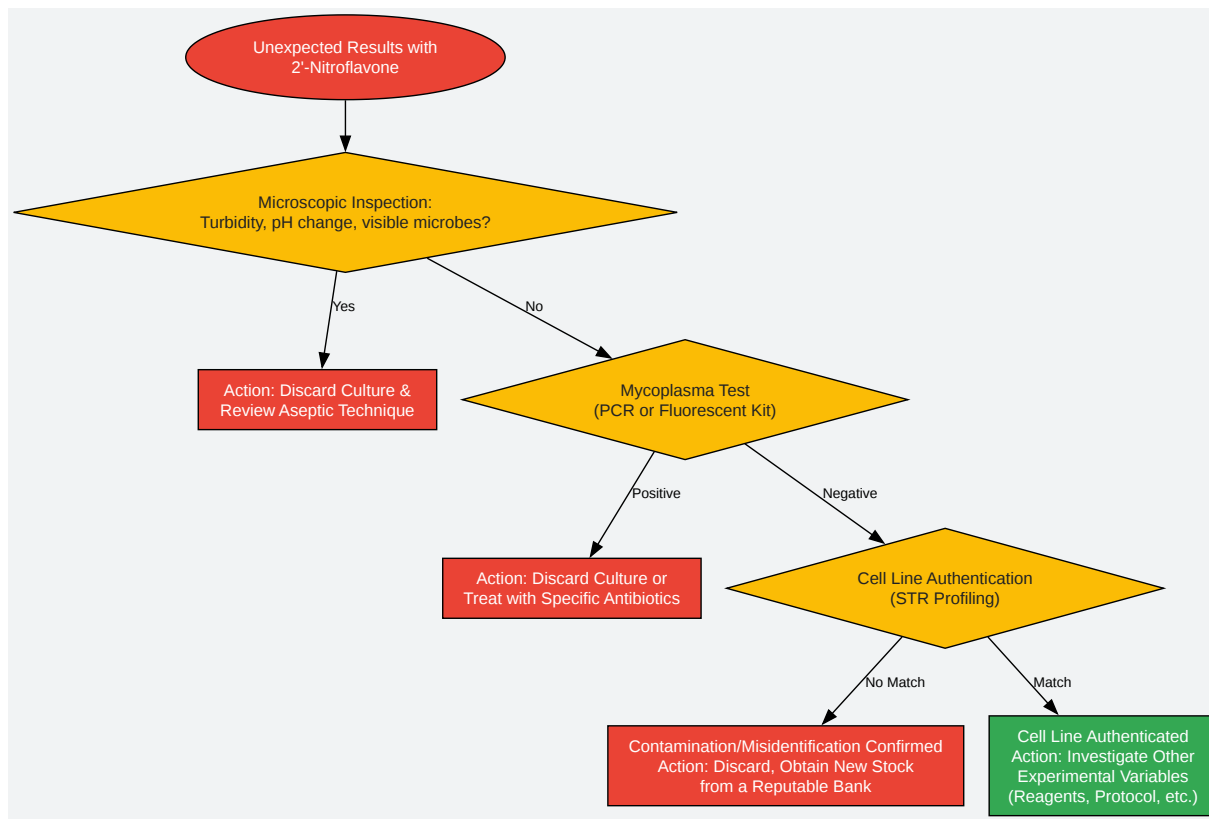 Unexpected Results with
2'-Nitroflavone
Microscopic Inspection:
Turbidity, pH change, visible microbes?
Yes
No
Action: Discard Culture &
Review Aseptic Technique
Mycoplasma Test
(PCR or Fluorescent Kit)
Positive
Negative
Action: Discard Culture or
Treat with Specific Antibiotics
Cell Line Authentication
(STR Profiling)
No Match
Match
Contamination/Misidentification Confirmed
Action: Discard, Obtain New Stock
from a Reputable Bank
Cell Line Authenticated
Action: Investigate Other
Experimental Variables
(Reagents, Protocol, etc.)